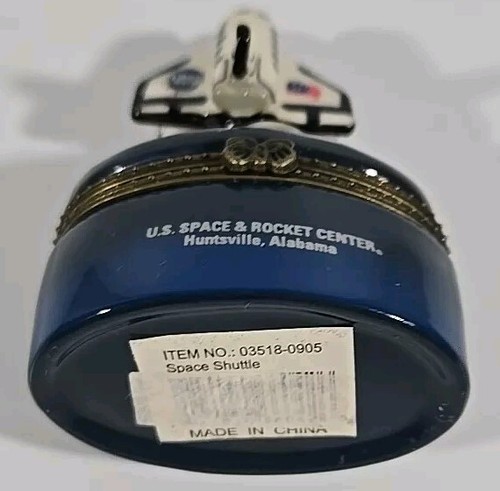 U.S. SPACE & ROCKET CENTER®
Huntsville, Alabama
ITEM NO.: 03518-0905
Space Shuttle
MADE IN CHINA